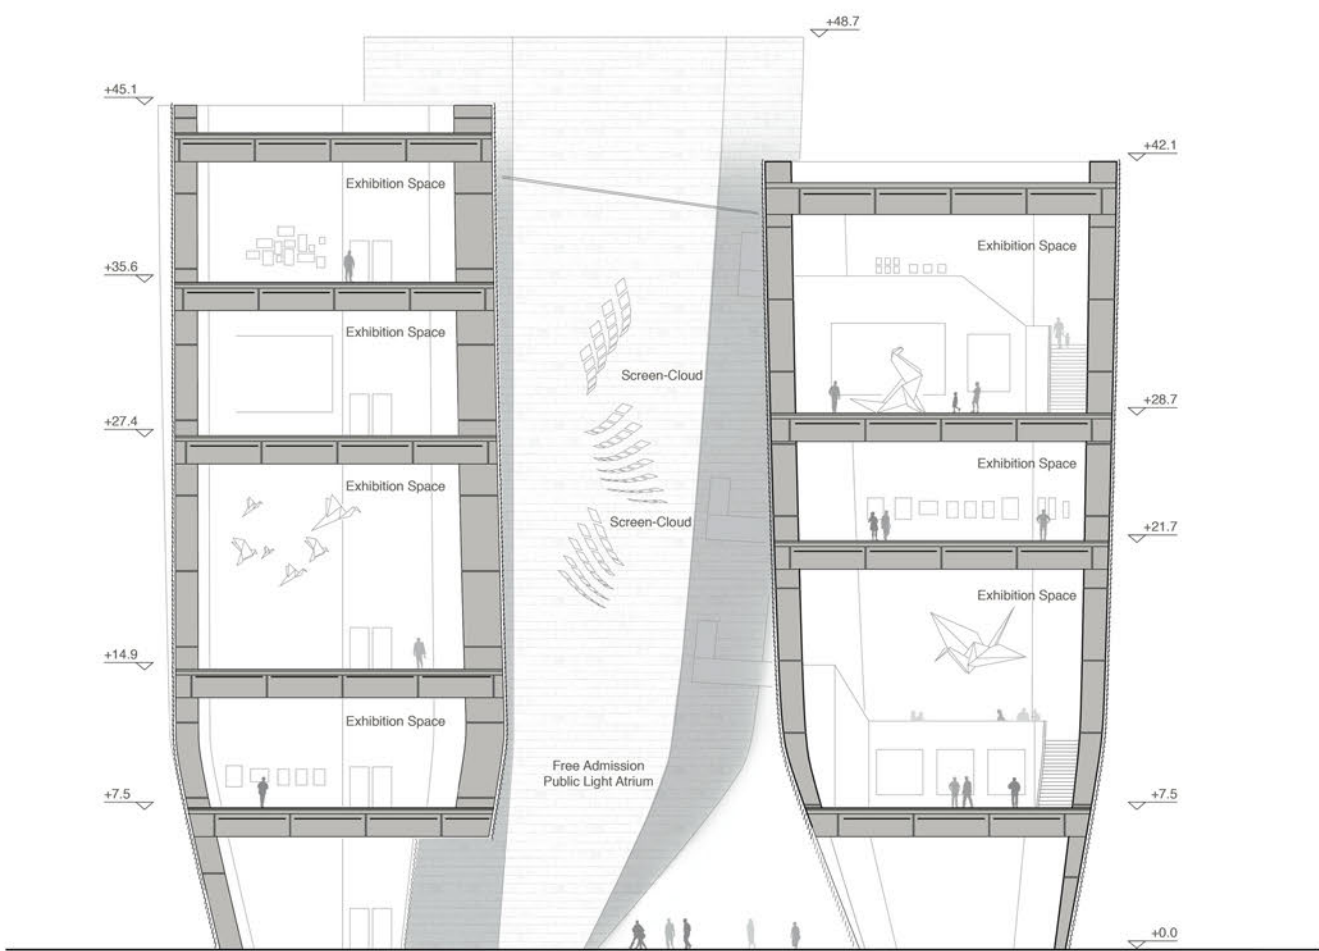 +48.7
+45.1
+42.1
Exhibition Space
Exhibition Space
+35.6
Exhibition Space
Screen-Cloud
+28.7
+27.4
Exhibition Space
Exhibition Space
Screen-Cloud
+21.7
Exhibition Space
+14.9
Exhibition Space
Free Admission
Public Light Atrium
+7.5
+7.5
+0.0